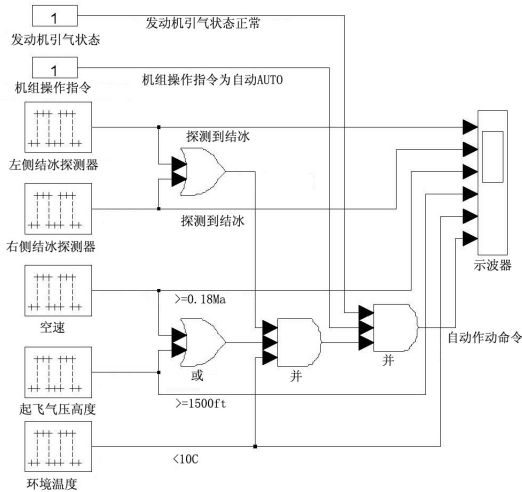 1
发动机引气状态正常
发动机引气状态
1
机组操作指令为自动AUTO
机组操作指令
探测到结冰
左侧结冰探测器
探测到结冰
右侧结冰探测器
示波器
>=0.18Ma
空速
自动作动命令
或
并
并
>=1500ft
起飞气压高度
<10C
环境温度